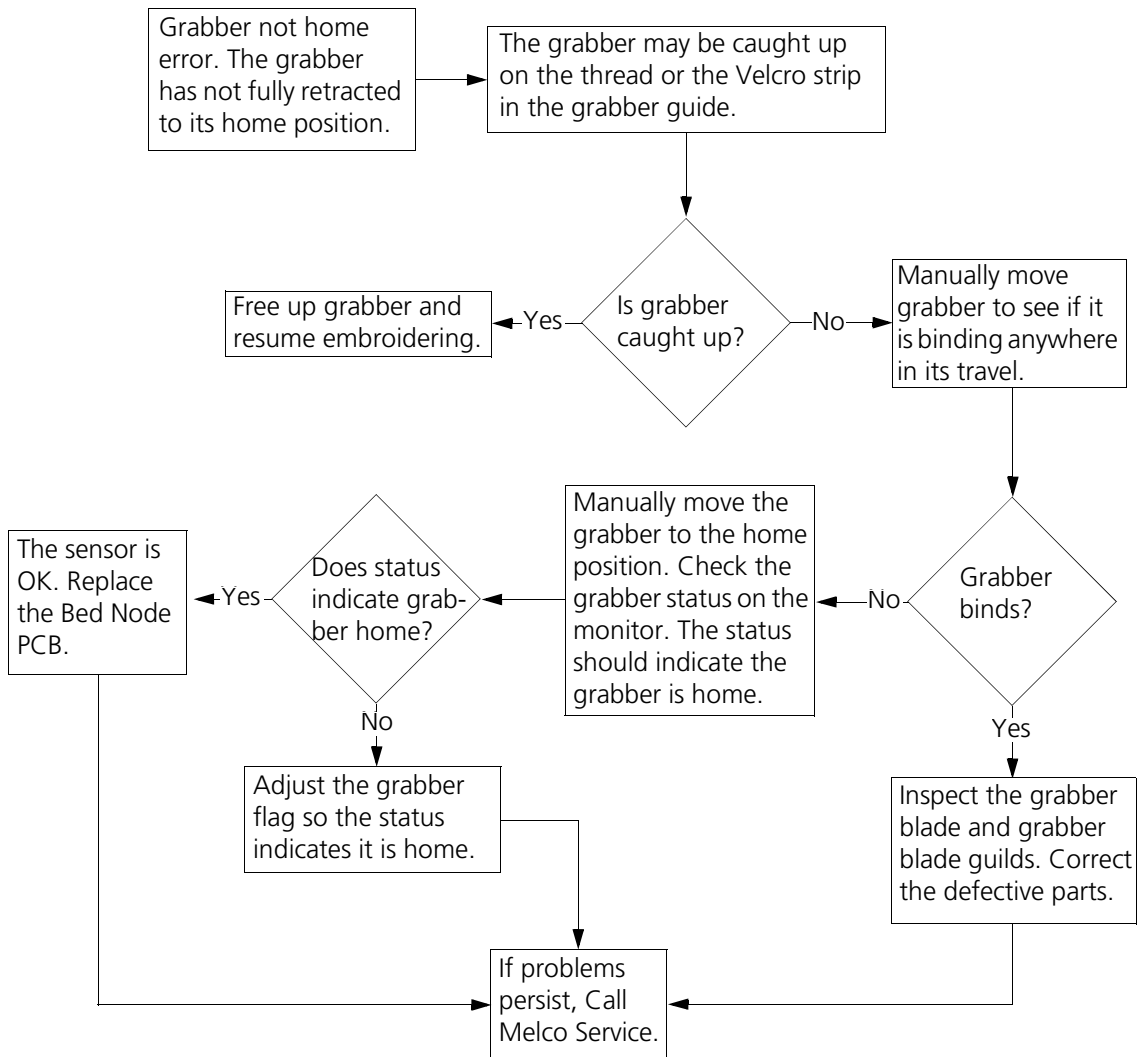 Grabber not home
error. The grabber
has not fully retracted
to its home position.
The grabber may be caught up
on the thread or the Velcro strip
in the grabber guide.
Is grabber
caught up?
Yes
Free up grabber and
resume embroidering.
No
Manually move
grabber to see if it
is binding anywhere
in its travel.
Grabber
binds?
No
Manually move the
grabber to the home
position. Check the
grabber status on the
monitor. The status
should indicate the
grabber is home.
Does status
indicate grab-
ber home?
Yes
The sensor is
OK. Replace
the Bed Node
PCB.
No
Adjust the grabber
flag so the status
indicates it is home.
Yes
Inspect the grabber
blade and grabber
blade guilds. Correct
the defective parts.
If problems
persist, Call
Melco Service.